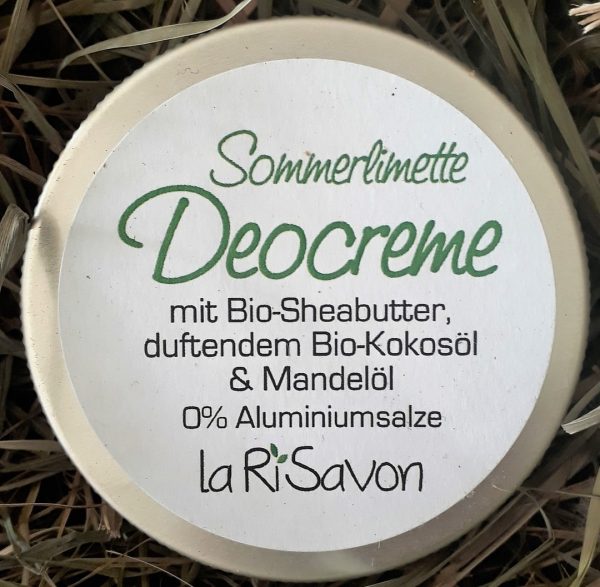 Sommerlimette
Deocreme
mit Bio-Sheabutter,
duftendem Bio-Kokosöl
& Mandelöl
0% Aluminiumsalze
la RiSavon